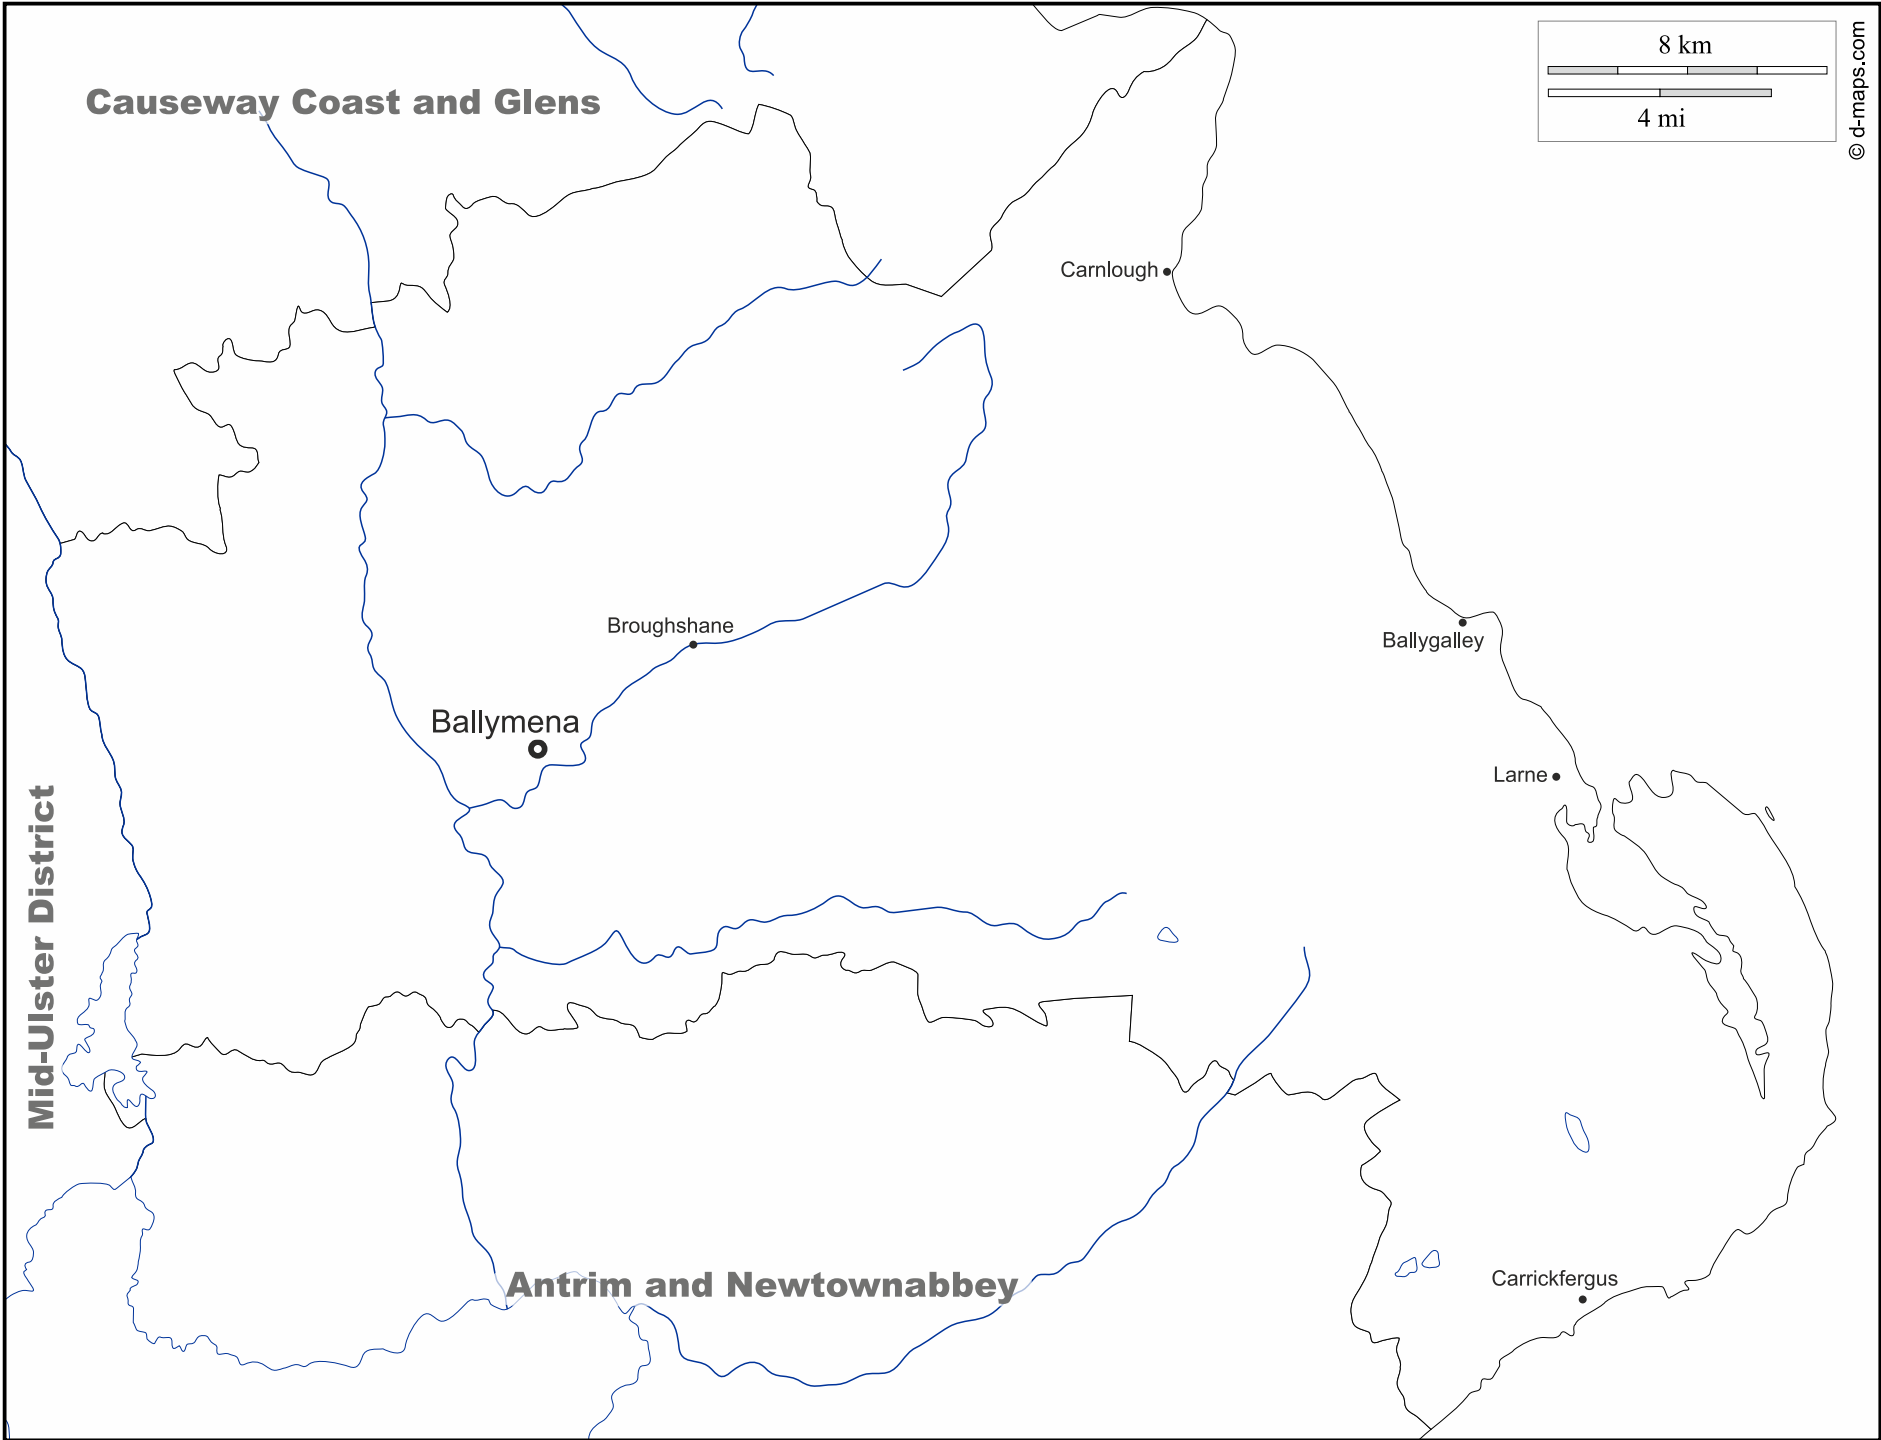 8 km
4 mi
© d-maps.com
Causeway Coast and Glens
Carnlough
Broughshane
Ballygalley
Ballymena
Larne
Mid-Ulster District
Antrim and Newtownabbey
Carrickfergus